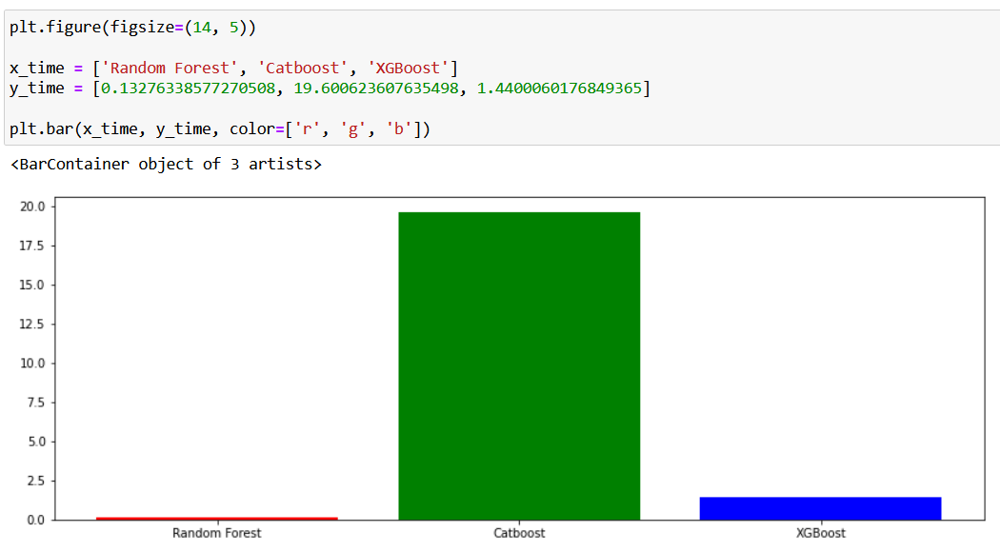 plt.figure(figsize=(14, 5))
x_time = ['Random Forest', 'Catboost', 'XGBoost']
y_time = [0.13276338577270508, 19.600623607635498, 1.4400060176849365]
plt.bar(x_time, y_time, color=['r', 'g', 'b'])
<BarContainer object of 3 artists>
20.0
17.5
15.0
12.5
10.0
7.5
5.0
2.5
0.0
Random Forest Catboost XGBoost